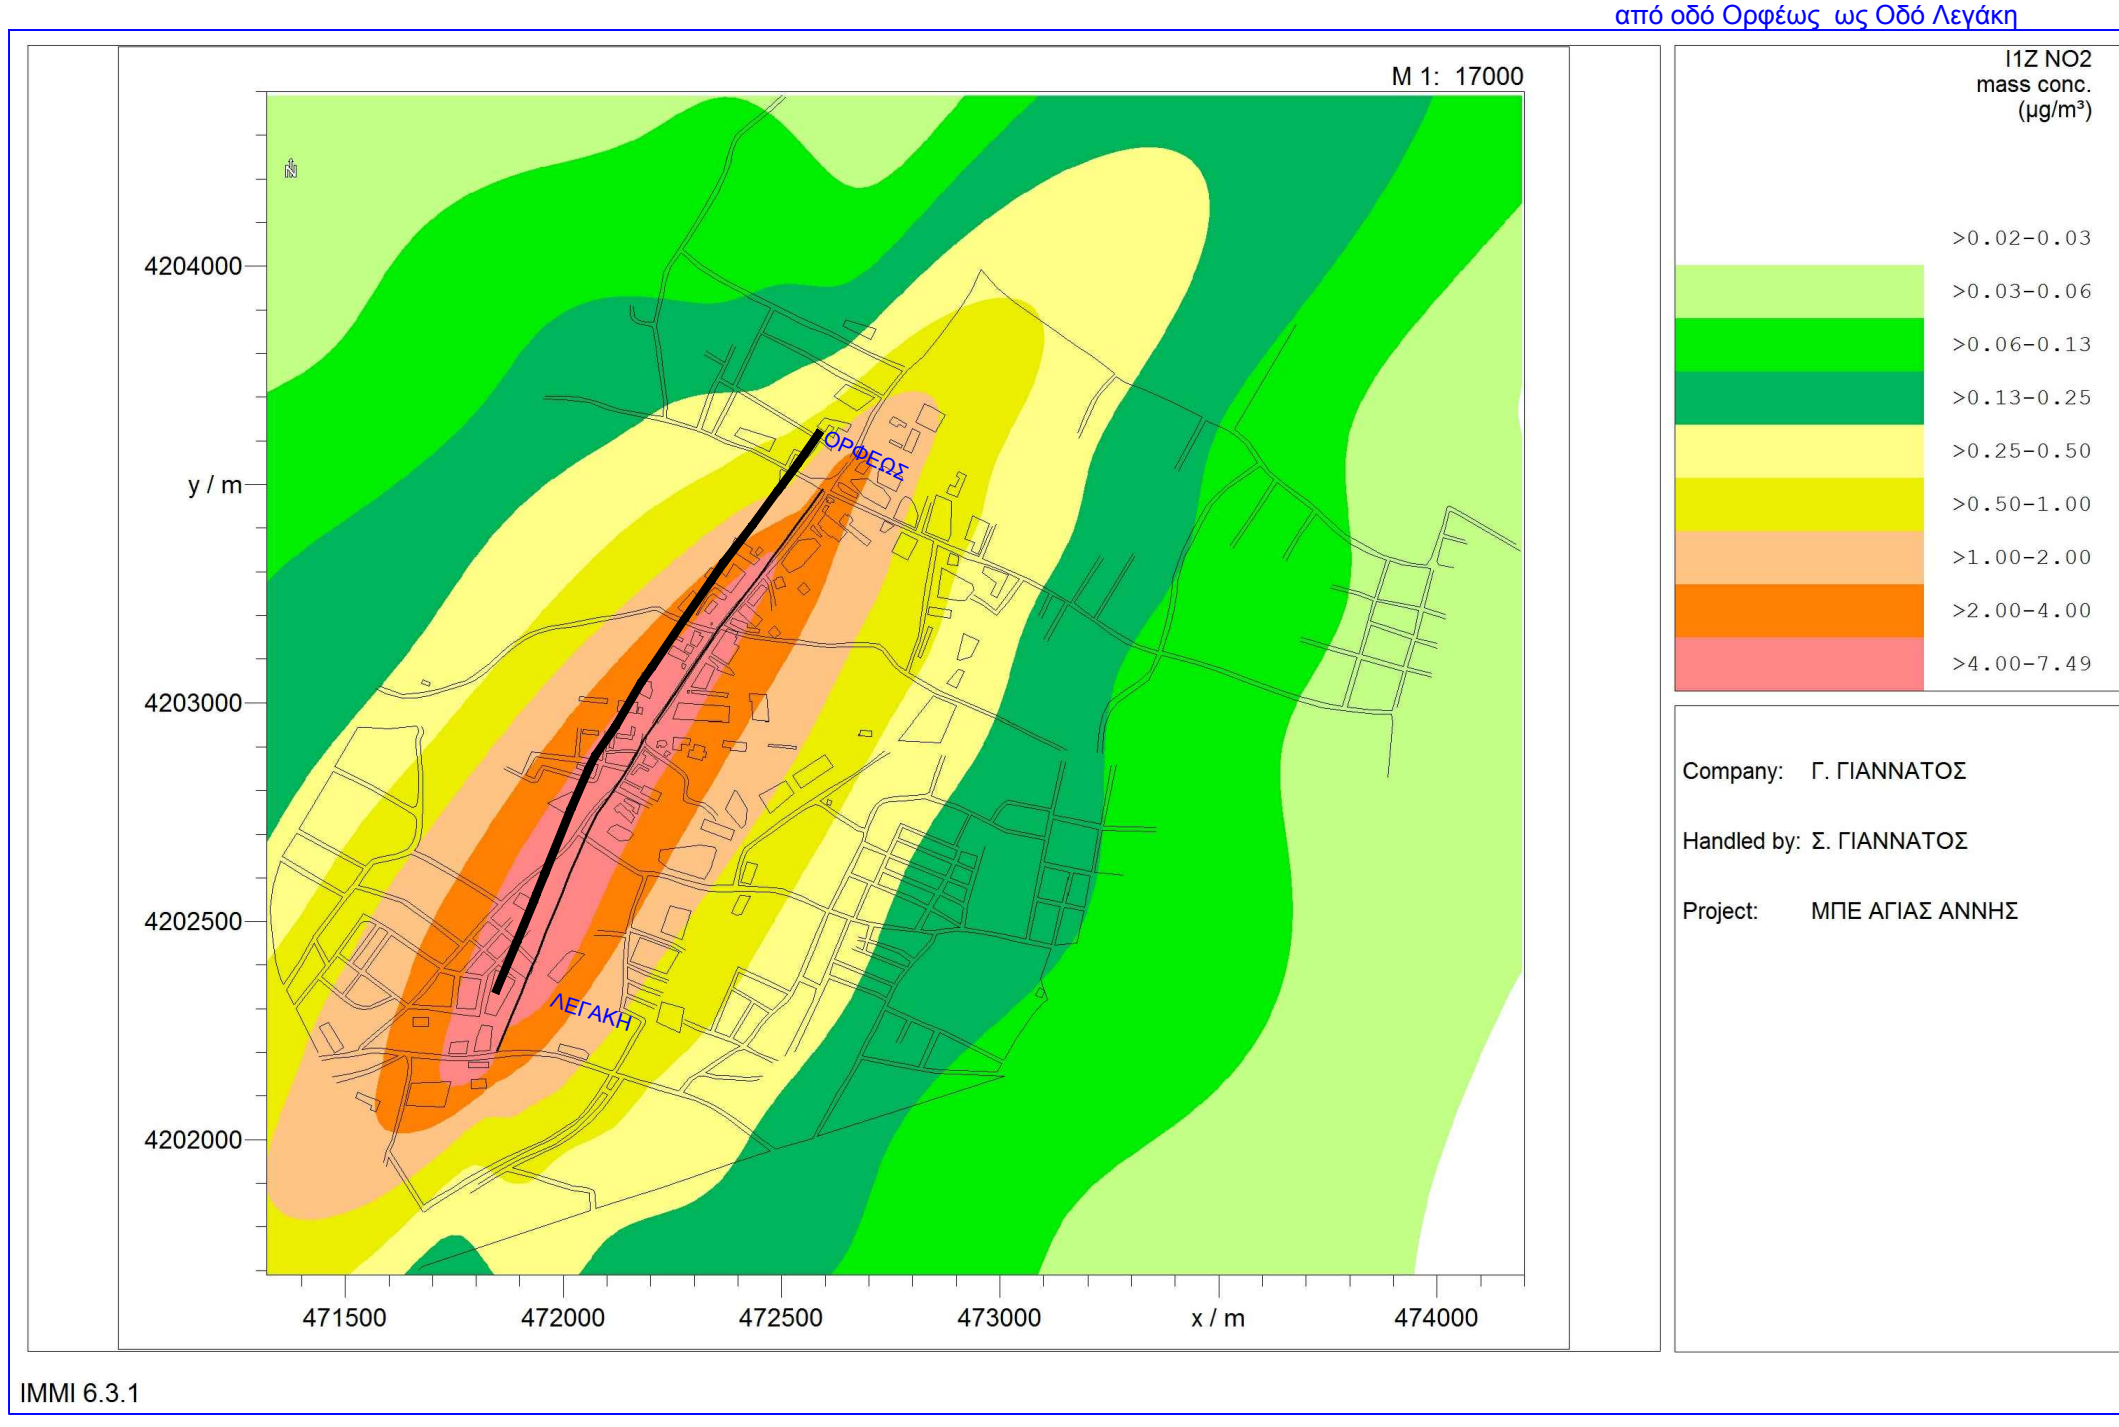 από οδό Ορφέως  ως Οδό Λεγάκη
M 1:  17000
I1Z NO2
mass conc.
(µg/m³)
>0.02-0.03
>0.03-0.06
>0.06-0.13
>0.13-0.25
>0.25-0.50
>0.50-1.00
>1.00-2.00
>2.00-4.00
>4.00-7.49
N
4204000
y / m
4203000
4202500
4202000
471500
472000
472500
473000
x / m
474000
ΟΡΦΕΩΣ
ΛΕΓΑΚΗ
Company: Γ. ΓΙΑΝΝΑΤΟΣ
Handled by: Σ. ΓΙΑΝΝΑΤΟΣ
Project: ΜΠΕ ΑΓΙΑΣ ΑΝΝΗΣ
IMMI 6.3.1